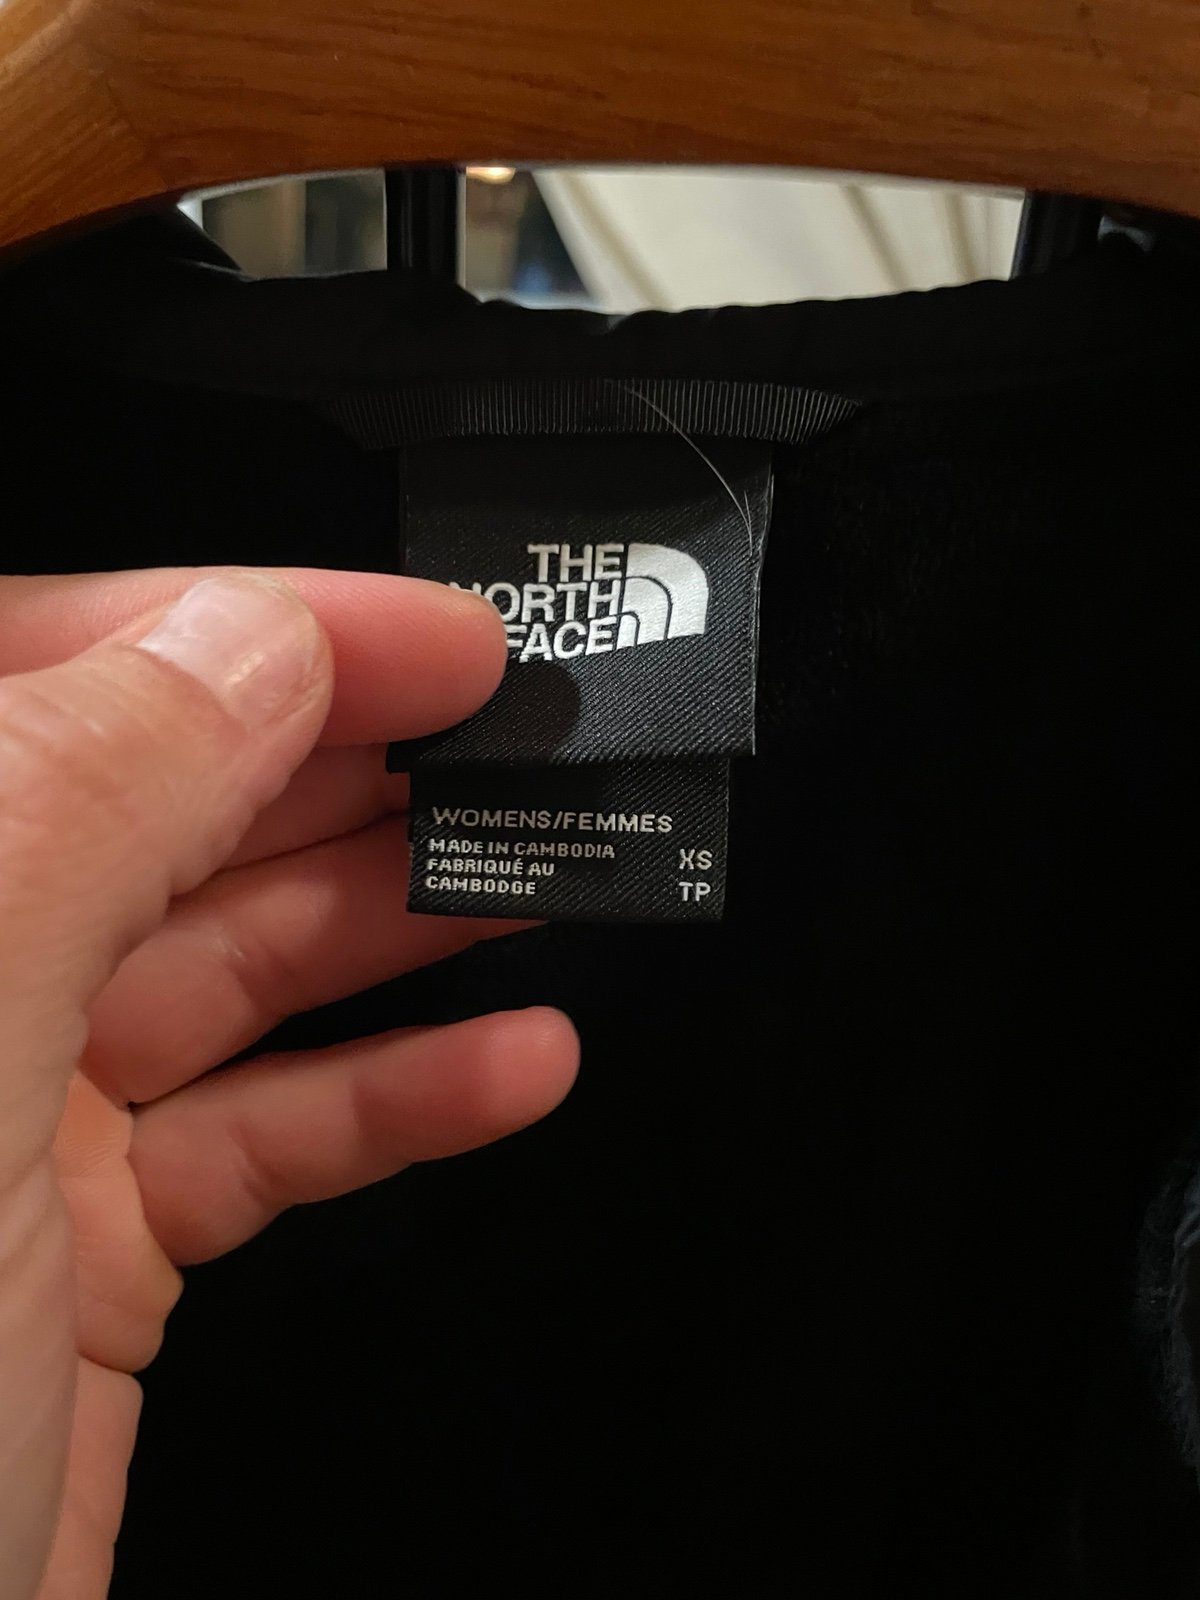 THE
NORTH
FACE
WOMENS/FEMMES
MADE IN CAMBODIA
FABRIQUÉ AU
CAMBODGE
XS
TP